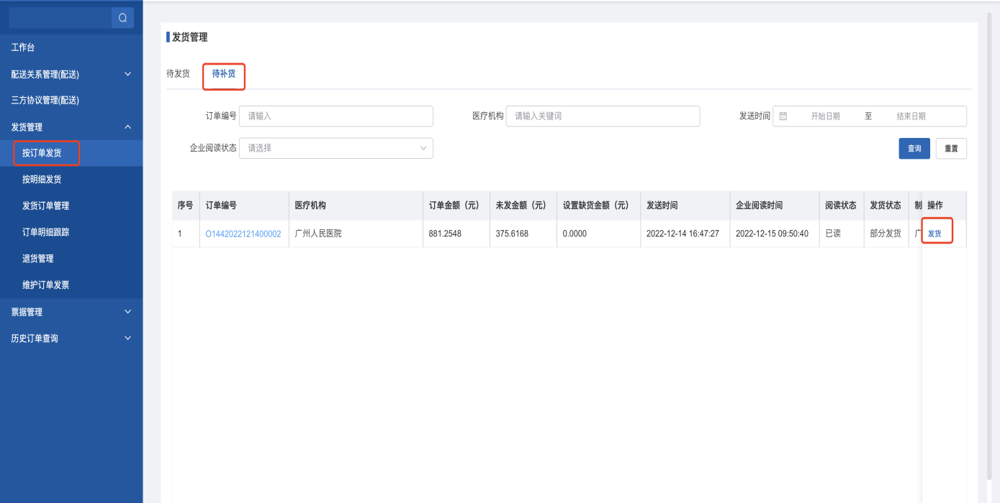 工作台
配送关系管理(配送)
三方协议管理(配送)
发货管理
按订单发货
按明细发货
发货订单管理
订单明细跟踪
退货管理
维护订单发票
票据管理
历史订单查询
发货管理
待发货 待补货
订单编号 请输入 医疗机构 请输入关键词 发送时间 开始日期 至 结束日期
企业阅读状态 请选择 查询 重置
序号 订单编号 医疗机构 订单金额（元） 未发金额（元） 设置缺货金额（元） 发送时间 企业阅读时间 阅读状态 发货状态 制 操作
1 O1442022121400002 广州人民医院 881.2548 375.6168 0.0000 2022-12-14 16:47:27 2022-12-15 09:50:40 已读 部分发货 广 发货